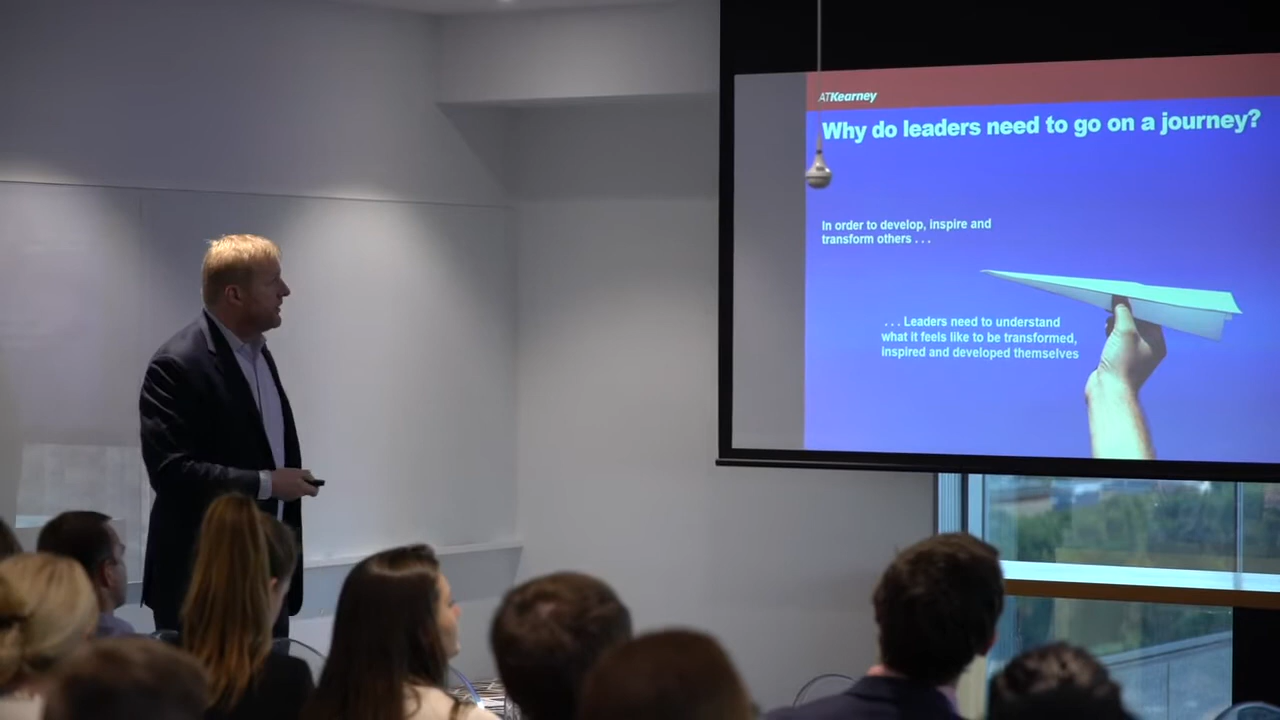 ATKearney
Why do leaders need to go on a journey?
In order to develop, inspire and
transform others . . .
. . . Leaders need to understand
what it feels like to be transformed,
inspired and developed themselves